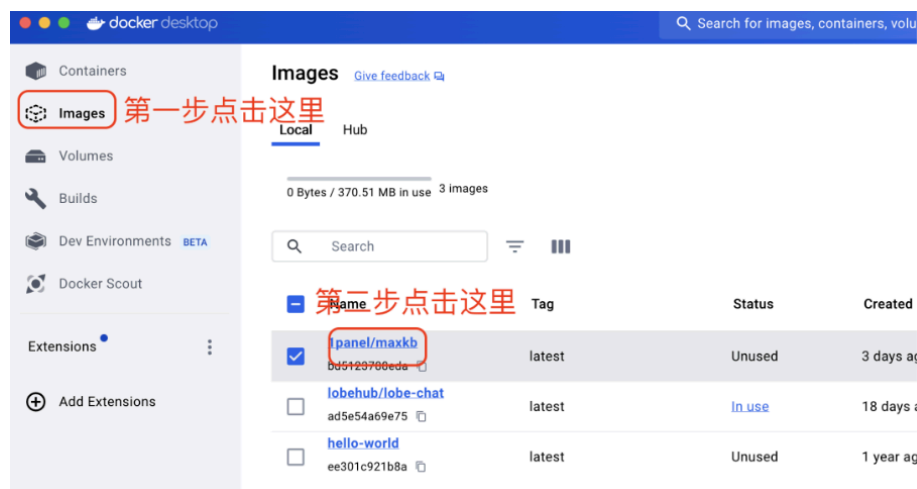 docker desktop
Search for images, containers, volu
Containers
Images
第一步点击这里
Volumes
Builds
Dev Environments BETA
Docker Scout
Extensions
Add Extensions
Images Give feedback
Local Hub
0 Bytes / 370.51 MB in use 3 images
Search
第二步点击这里
Name Tag Status Created
1panel/maxkb latest Unused 3 days ag
bd5123788eda
lobehub/lobe-chat latest In use 18 days a
ad5e54a69e75
hello-world latest Unused 1 year ag
ee301c921b8a